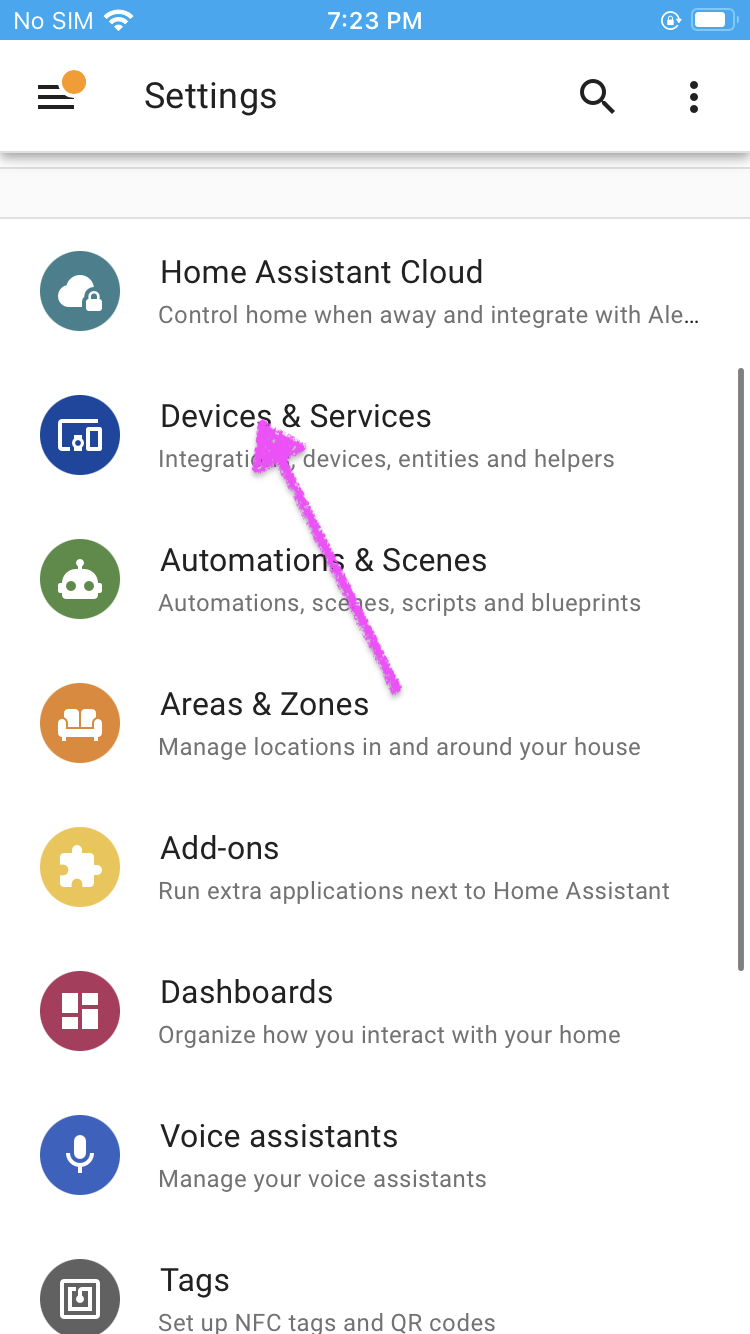 No SIM 7:23 PM
Settings
Home Assistant Cloud
Control home when away and integrate with Ale…
Devices & Services
Integrations, devices, entities and helpers
Automations & Scenes
Automations, scenes, scripts and blueprints
Areas & Zones
Manage locations in and around your house
Add-ons
Run extra applications next to Home Assistant
Dashboards
Organize how you interact with your home
Voice assistants
Manage your voice assistants
Tags
Set up NFC tags and QR codes